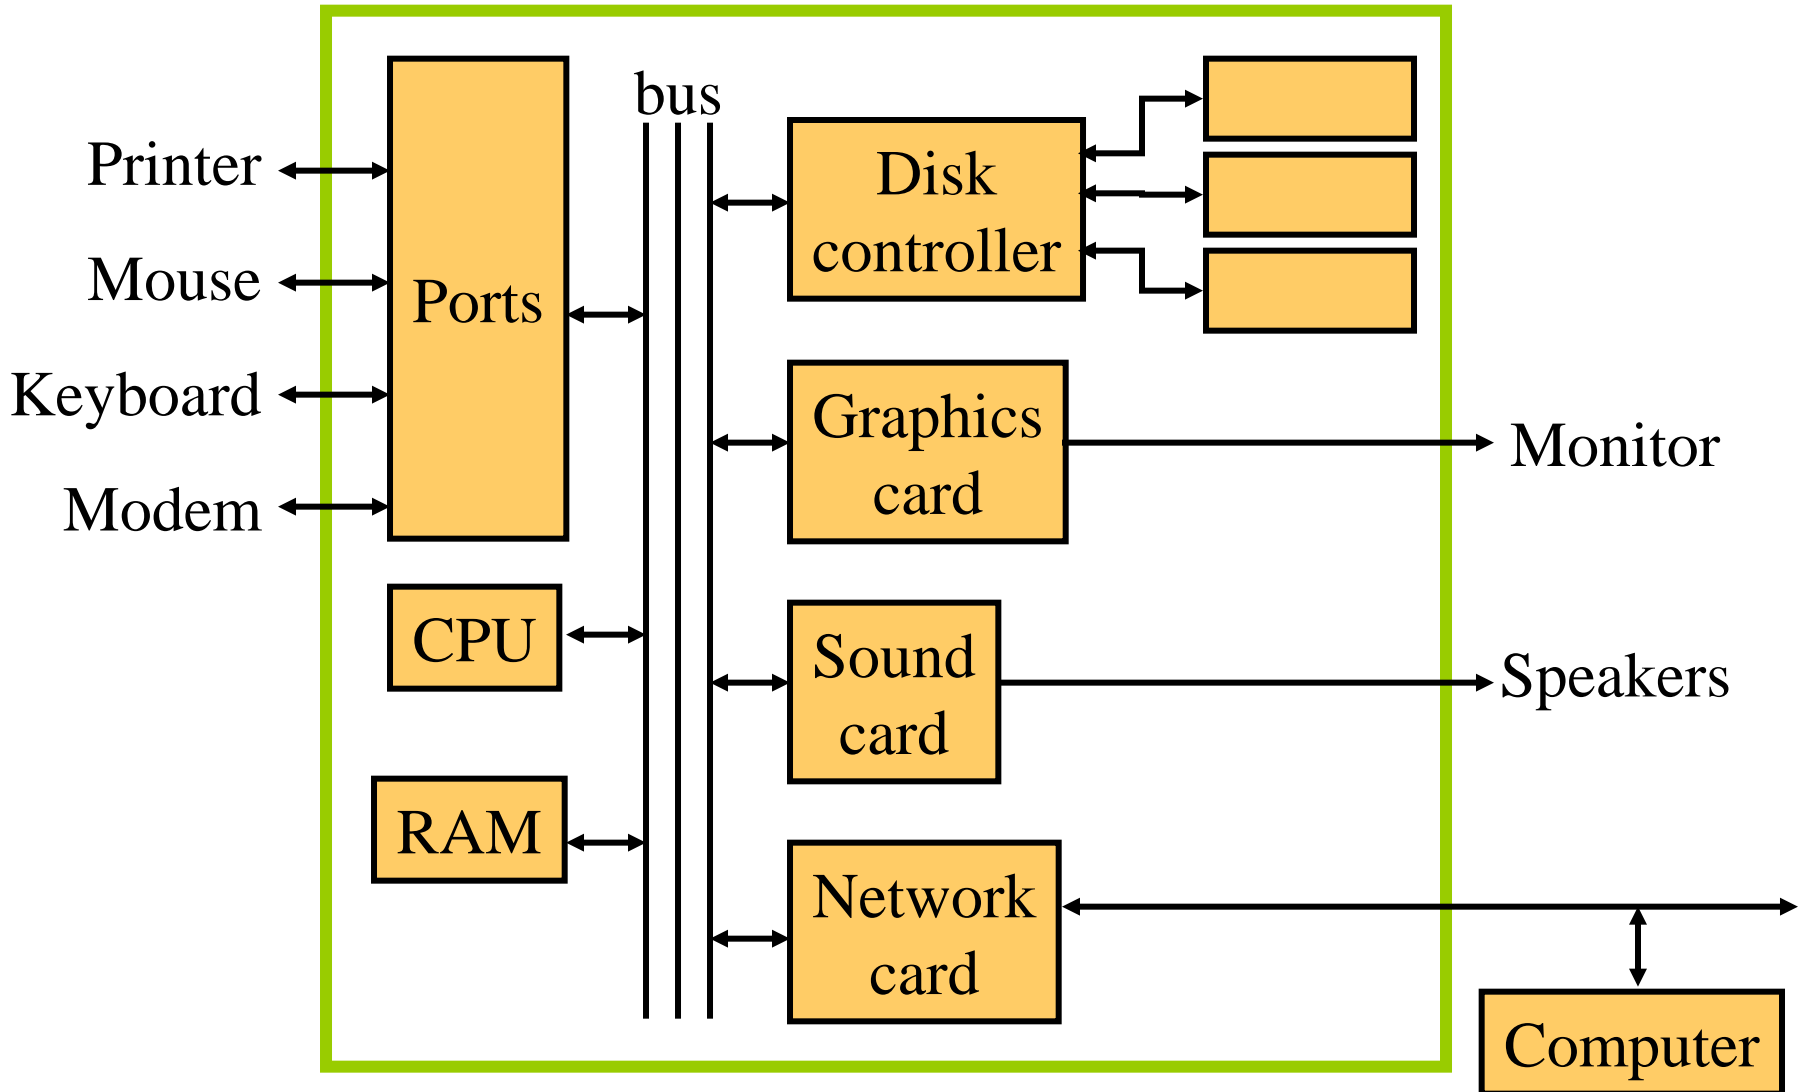 bus
Printer
Mouse
Keyboard
Modem
Ports
CPU
RAM
Disk
controller
Graphics
card
Sound
card
Network
card
Monitor
Speakers
Computer